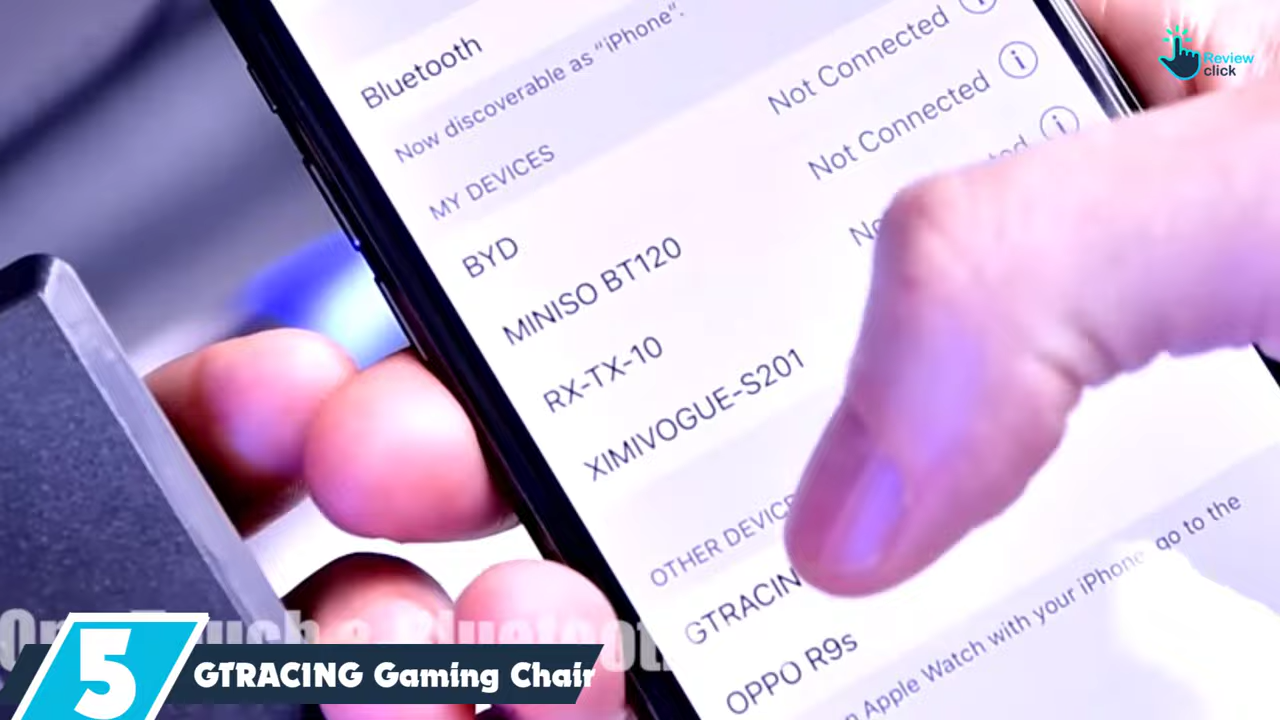 Review
click
Bluetooth
Now discoverable as "iPhone".
MY DEVICES
BYD
Not Connected
MINISO BT120
Not Connected
RX-TX-10
XIMIVOGUE-S201
OTHER
GTRACIN
OPPO R9s
Apple Watch with your iPhone, go to the
5
GTRACING Gaming Chair